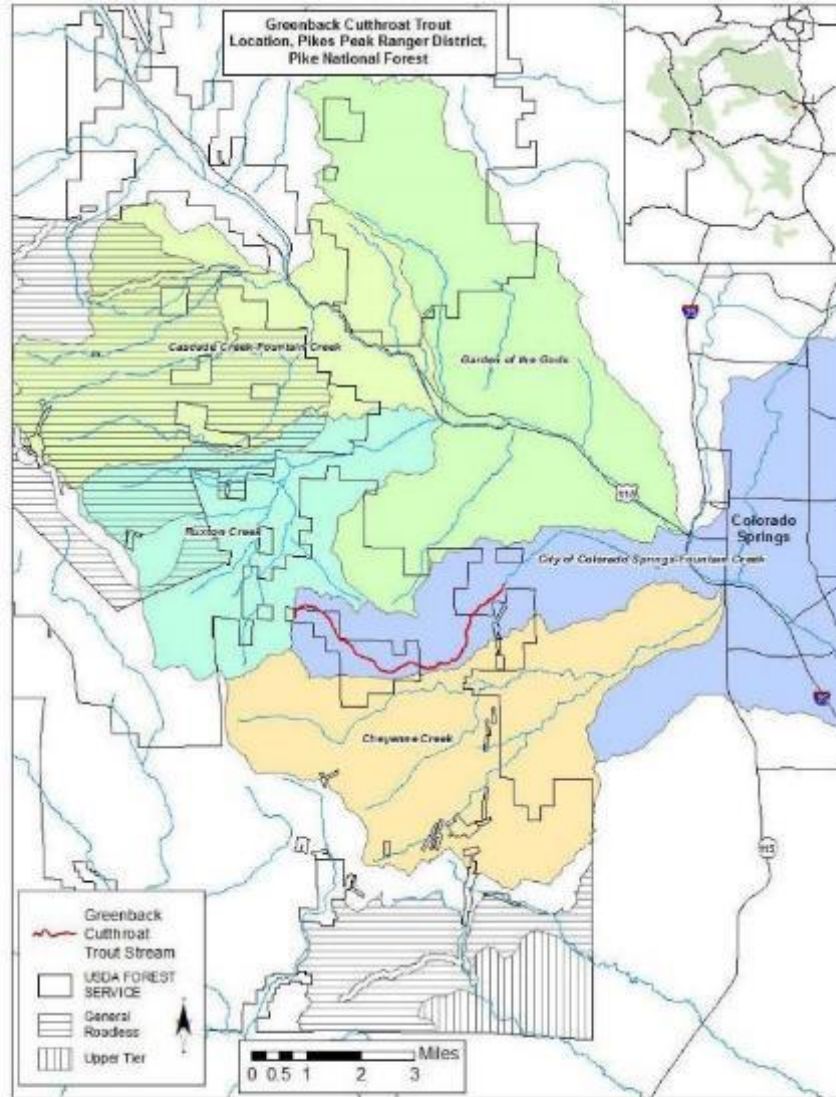 Greenback Cutthroat Trout
Location, Pikes Peak Ranger District,
Pike National Forest
Cascade Creek-Fountain Creek
Garden of the Gods
Ruxton Creek
Colorado
Springs
City of Colorado Springs-Fountain Creek
Cheyenne Creek
115
Greenback
Cutthroat
Trout Stream
USDA FOREST
SERVICE
General
Roadless
Upper Tier
Miles
0 0.5 1 2 3